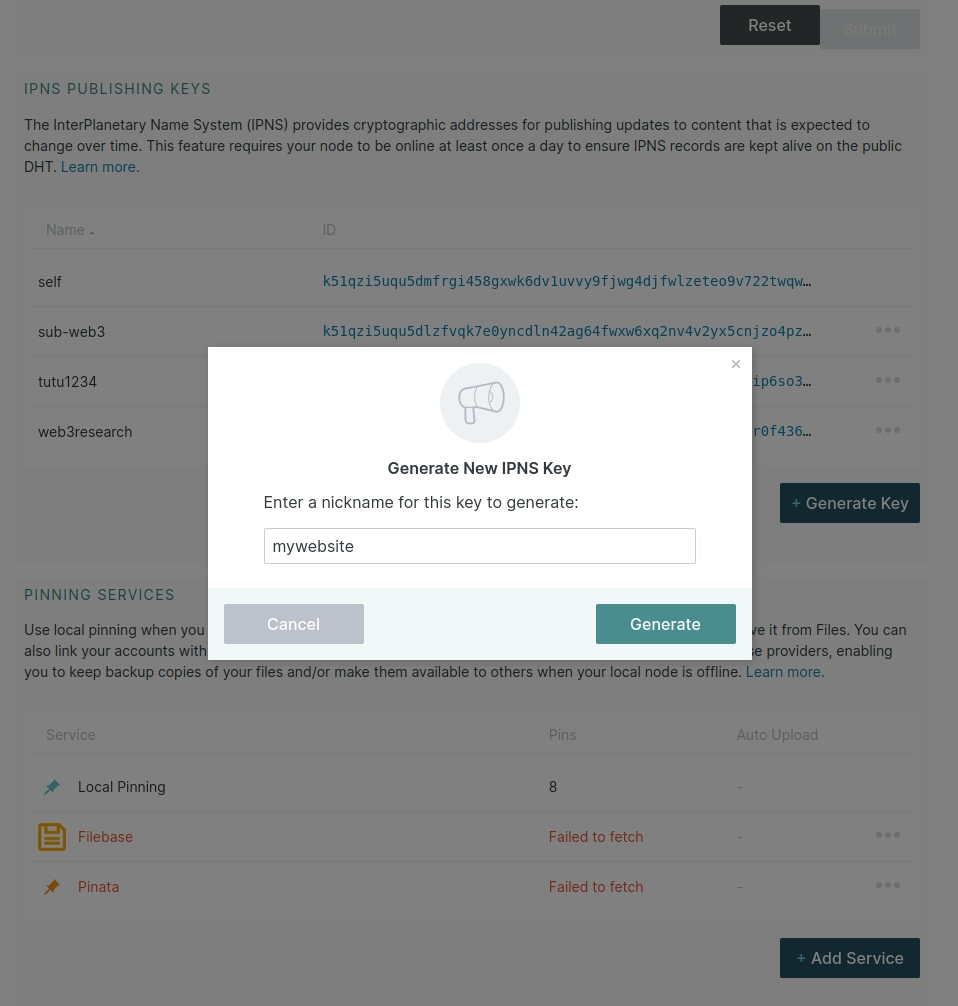 Reset
Submit
IPNS PUBLISHING KEYS
The InterPlanetary Name System (IPNS) provides cryptographic addresses for publishing updates to content that is expected to
change over time. This feature requires your node to be online at least once a day to ensure IPNS records are kept alive on the public
DHT. Learn more.
Name ID
self k51qzi5uqu5dmfrgi458gxwk6dv1uvvy9fjwg4djfwlzeteo9v722twqw…
sub-web3 k51qzi5uqu5dlzfvqk7e0yncdln42ag64fwxw6xq2nv4v2yx5cnjzo4pz…
tutu1234 ip6so3…
web3research r0f436…
×
Generate New IPNS Key
Enter a nickname for this key to generate:
mywebsite
Cancel
Generate
+ Generate Key
PINNING SERVICES
Use local pinning when you ve it from Files. You can
also link your accounts with se providers, enabling
you to keep backup copies of your files and/or make them available to others when your local node is offline. Learn more.
Service Pins Auto Upload
Local Pinning 8 -
Filebase Failed to fetch -
Pinata Failed to fetch -
+ Add Service